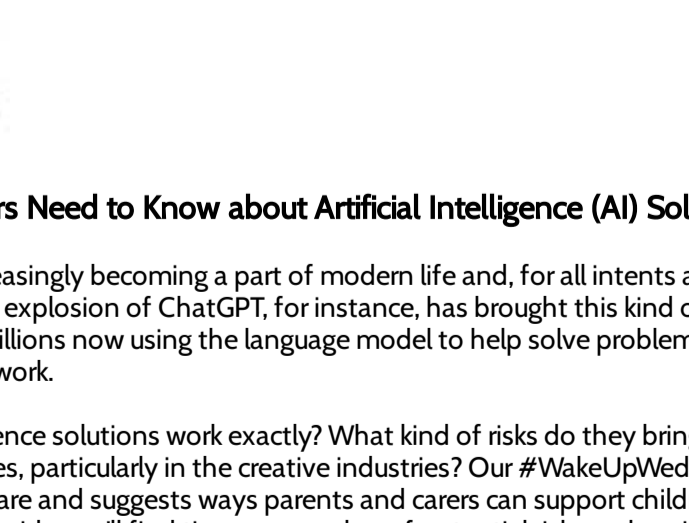 rs Need to Know about Artificial Intelligence (AI) Sol
easingly becoming a part of modern life and, for all intents a
explosion of ChatGPT, for instance, has brought this kind o
illions now using the language model to help solve problem
work.
ence solutions work exactly? What kind of risks do they bring
es, particularly in the creative industries? Our #WakeUpWed
are and suggests ways parents and carers can support child